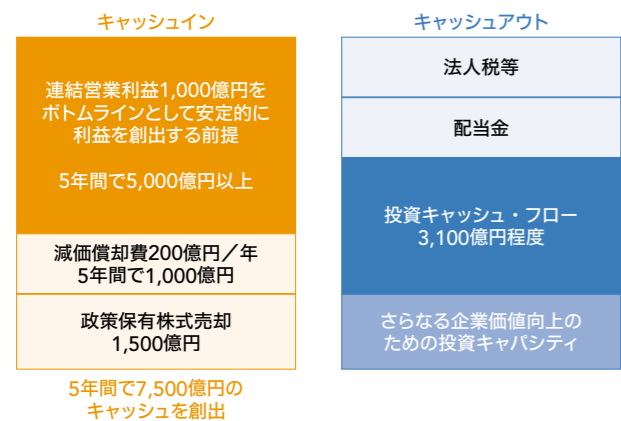 キャッシュイン
連結営業利益1,000億円を
ボトムラインとして安定的に
利益を創出する前提
5年間で5,000億円以上
減価償却費200億円／年
5年間で1,000億円
政策保有株式売却
1,500億円
5年間で7,500億円の
キャッシュを創出
キャッシュアウト
法人税等
配当金
投資キャッシュ・フロー
3,100億円程度
さらなる企業価値向上の
ための投資キャパシティ